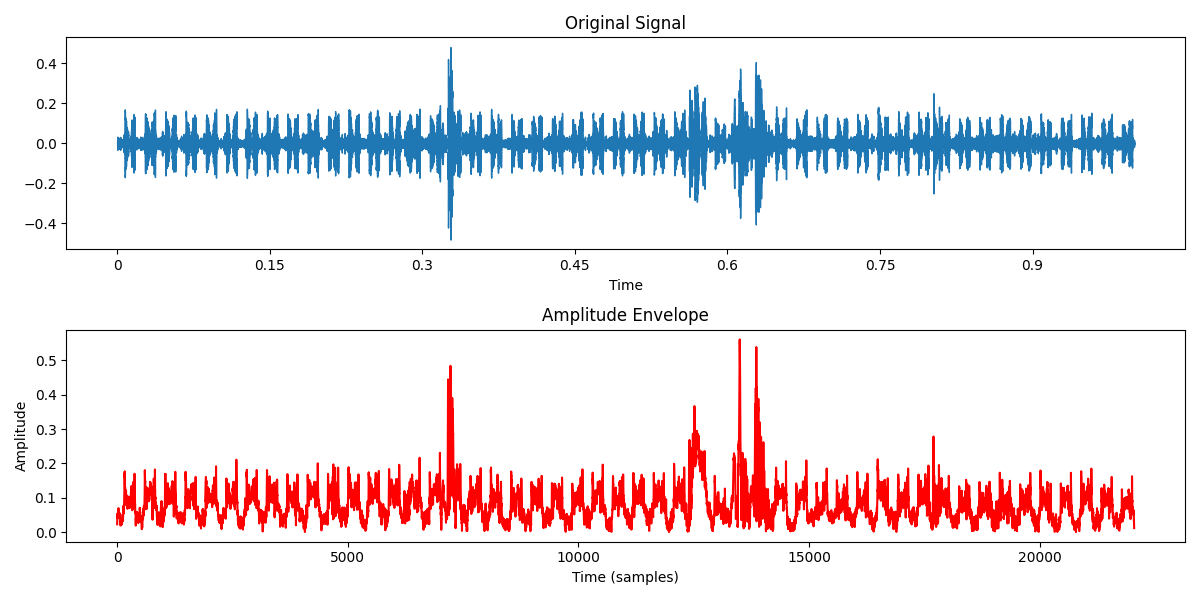 Original Signal
0.4
0.2
0.0
−0.2
−0.4
0 0.15 0.3 0.45 0.6 0.75 0.9
Time
Amplitude Envelope
Amplitude
0.5
0.4
0.3
0.2
0.1
0.0
0 5000 10000 15000 20000
Time (samples)